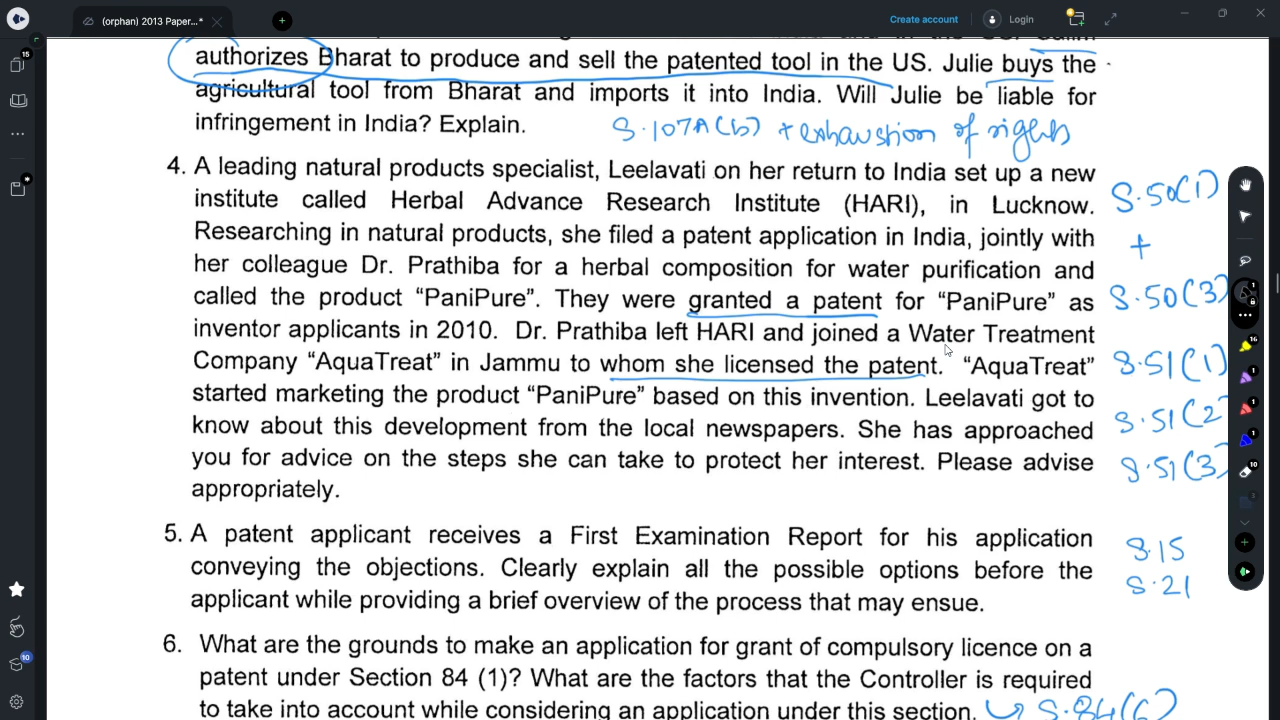 (orphan) 2013 Paper...*
Create account
Login
authorizes Bharat to produce and sell the patented tool in the US. Julie buys the
agricultural tool from Bharat and imports it into India. Will Julie be liable for
infringement in India? Explain.
S.107A(b) + exhaustion of rights
4. A leading natural products specialist, Leelavati on her return to India set up a new
institute called Herbal Advance Research Institute (HARI), in Lucknow.
Researching in natural products, she filed a patent application in India, jointly with
her colleague Dr. Prathiba for a herbal composition for water purification and
called the product "PaniPure". They were granted a patent for "PaniPure" as
inventor applicants in 2010. Dr. Prathiba left HARI and joined a Water Treatment
Company "AquaTreat" in Jammu to whom she licensed the patent. "AquaTreat"
started marketing the product "PaniPure" based on this invention. Leelavati got to
know about this development from the local newspapers. She has approached
you for advice on the steps she can take to protect her interest. Please advise
appropriately.
S.50(1)
+
S.50(3)
S.51(1)
S.51(2)
S.51(3)
5. A patent applicant receives a First Examination Report for his application
conveying the objections. Clearly explain all the possible options before the
applicant while providing a brief overview of the process that may ensue.
S.15
S.21
6. What are the grounds to make an application for grant of compulsory licence on a
patent under Section 84 (1)? What are the factors that the Controller is required
to take into account while considering an application under this section.
S.84(6)